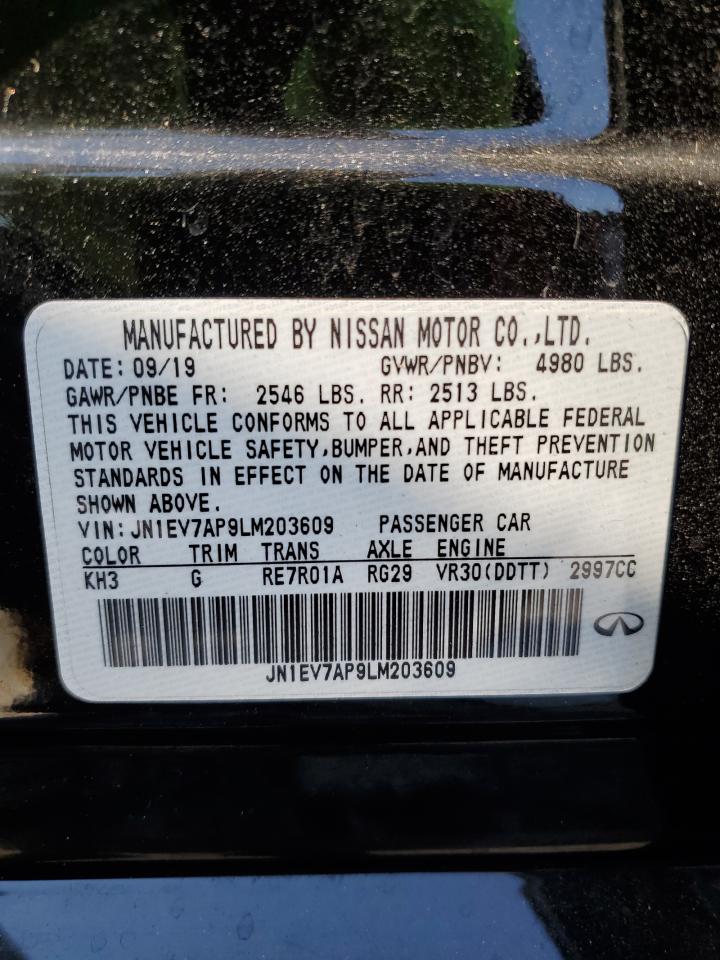 MANUFACTURED BY NISSAN MOTOR CO.,LTD.
DATE: 09/19 GVWR/PNBV: 4980 LBS.
GAWR/PNBE FR: 2546 LBS. RR: 2513 LBS.
THIS VEHICLE CONFORMS TO ALL APPLICABLE FEDERAL
MOTOR VEHICLE SAFETY,BUMPER,AND THEFT PREVENTION
STANDARDS IN EFFECT ON THE DATE OF MANUFACTURE
SHOWN ABOVE.
VIN:JN1EV7AP9LM203609 PASSENGER CAR
COLOR TRIM TRANS AXLE ENGINE
KH3 G RE7R01A RG29 VR30(DDTT) 2997CC
JN1EV7AP9LM203609